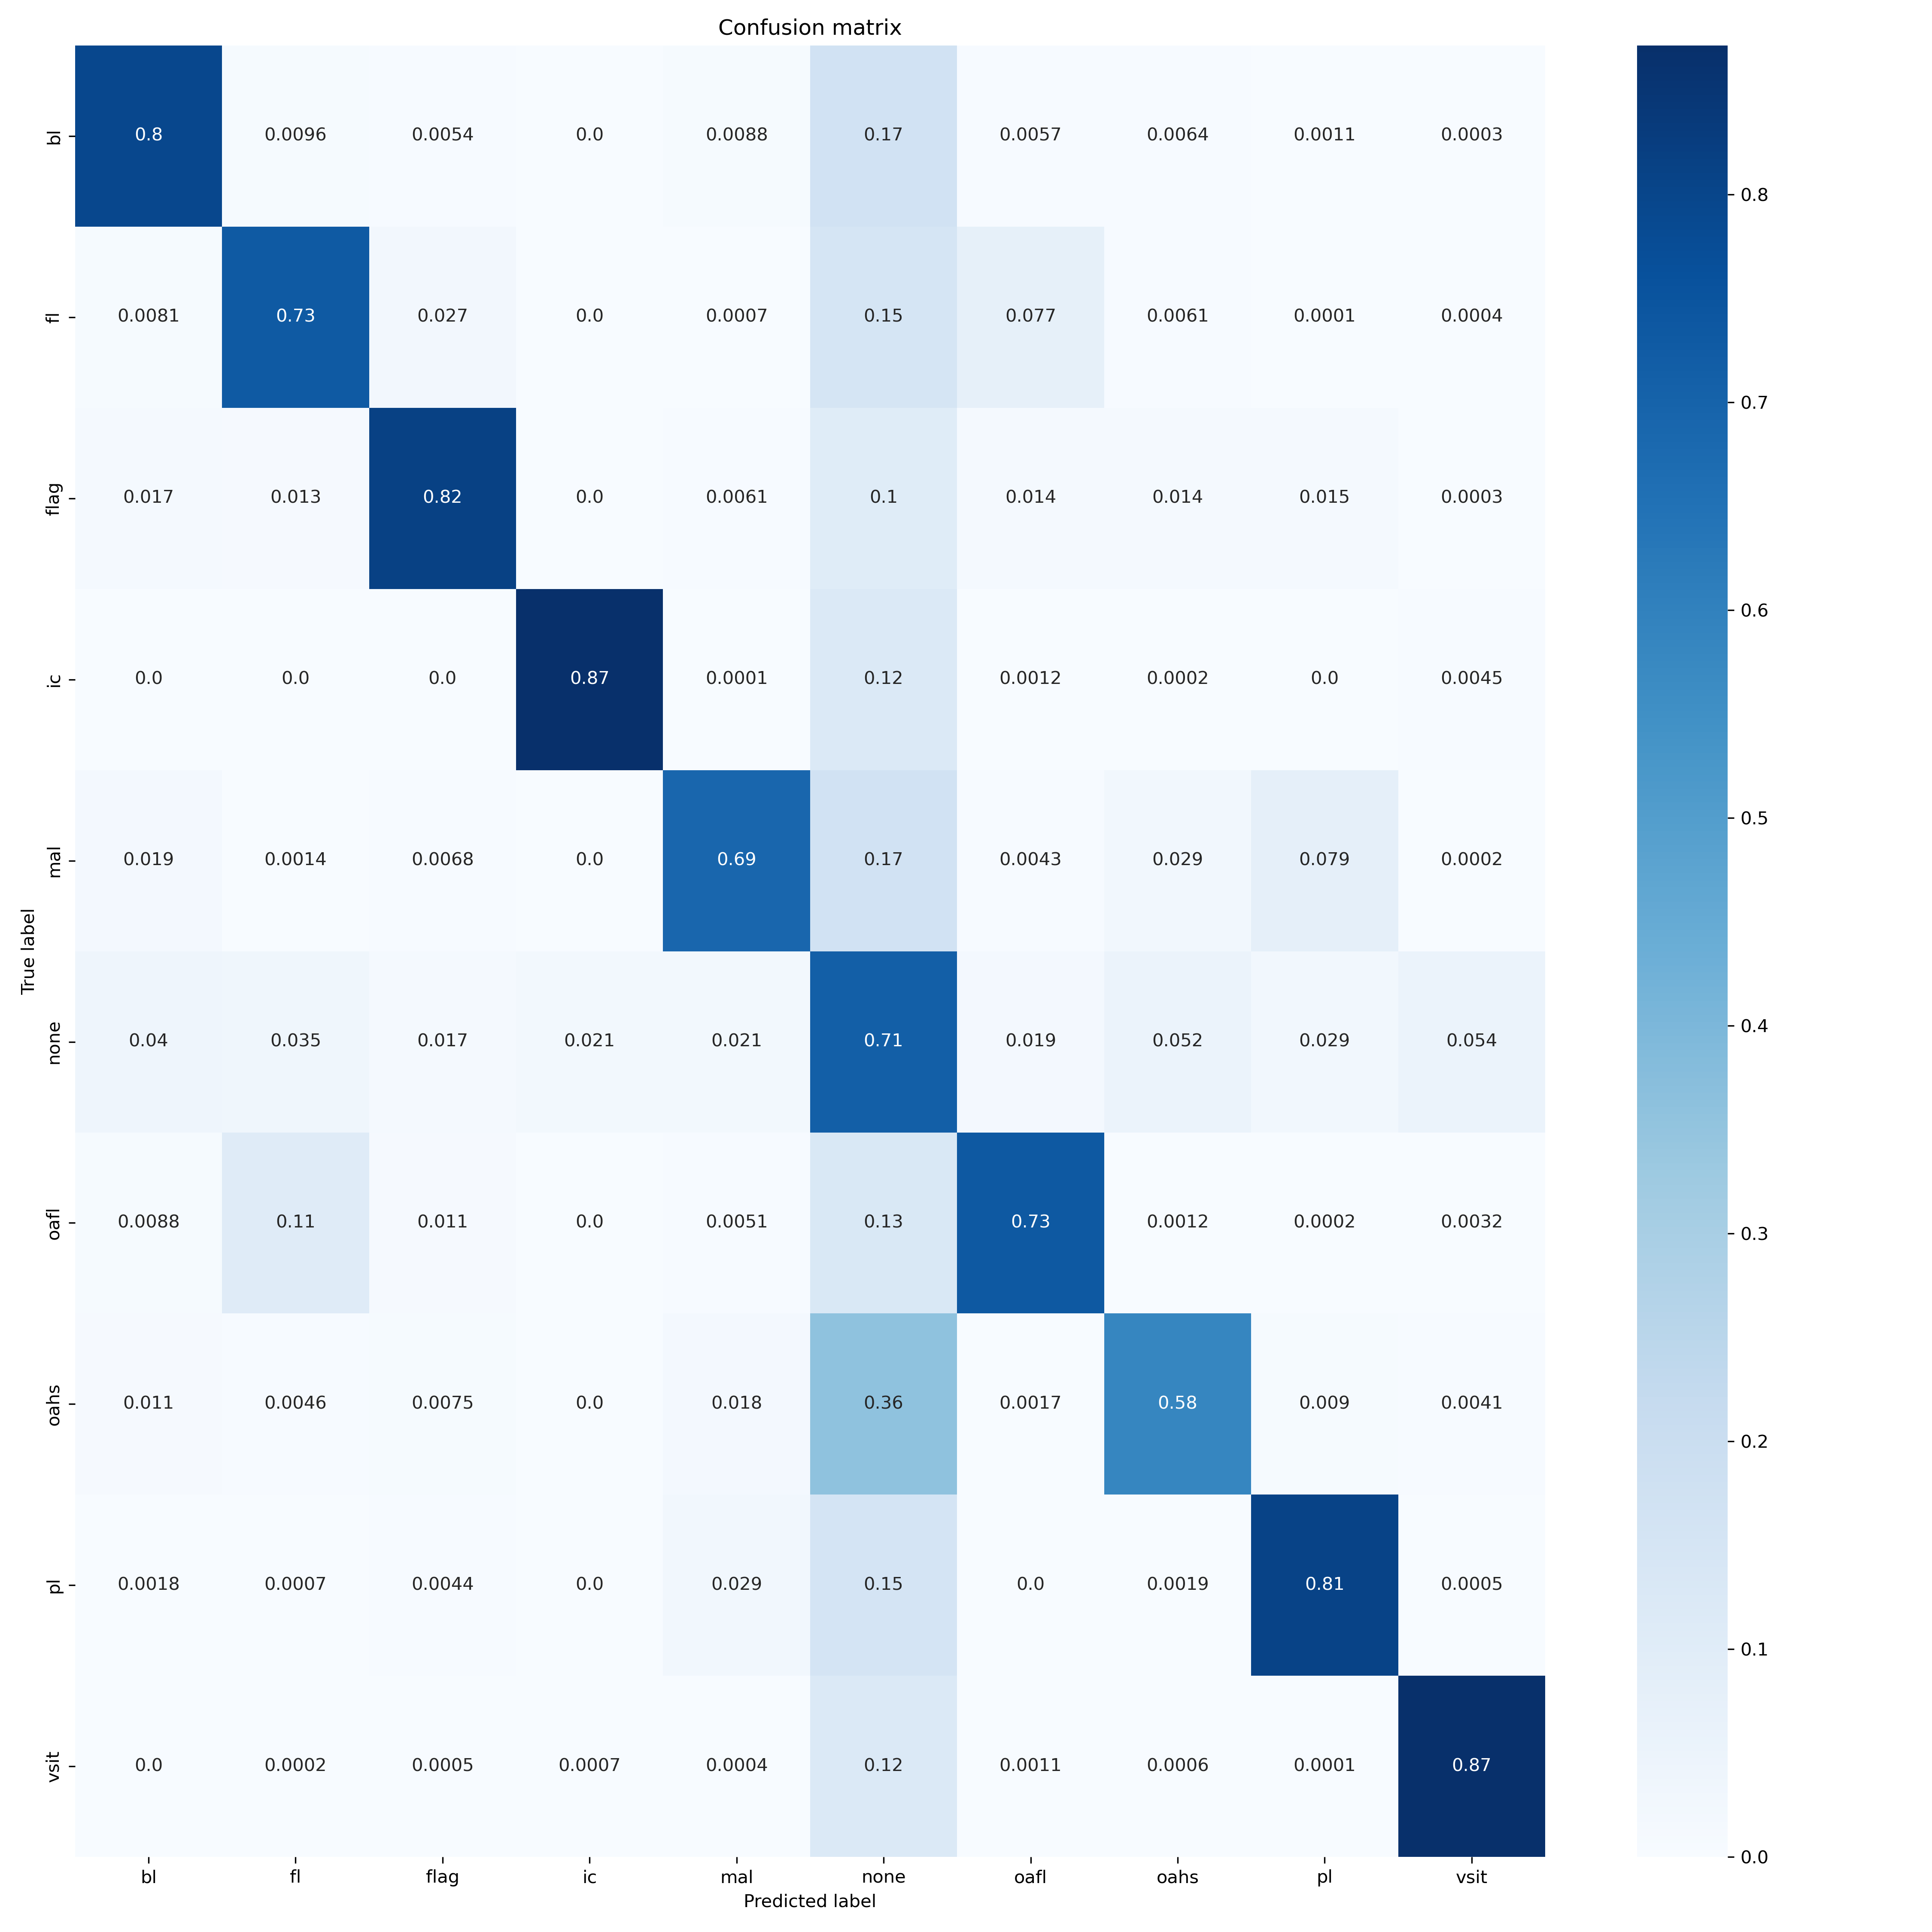 Confusion matrix
bl 0.8 0.0096 0.0054 0.0 0.0088 0.17 0.0057 0.0064 0.0011 0.0003
fl 0.0081 0.73 0.027 0.0 0.0007 0.15 0.077 0.0061 0.0001 0.0004
flag 0.017 0.013 0.82 0.0 0.0061 0.1 0.014 0.014 0.015 0.0003
ic 0.0 0.0 0.0 0.87 0.0001 0.12 0.0012 0.0002 0.0 0.0045
mal 0.019 0.0014 0.0068 0.0 0.69 0.17 0.0043 0.029 0.079 0.0002
True label
none 0.04 0.035 0.017 0.021 0.021 0.71 0.019 0.052 0.029 0.054
oafl 0.0088 0.11 0.011 0.0 0.0051 0.13 0.73 0.0012 0.0002 0.0032
oahs 0.011 0.0046 0.0075 0.0 0.018 0.36 0.0017 0.58 0.009 0.0041
pl 0.0018 0.0007 0.0044 0.0 0.029 0.15 0.0 0.0019 0.81 0.0005
vsit 0.0 0.0002 0.0005 0.0007 0.0004 0.12 0.0011 0.0006 0.0001 0.87
bl fl flag ic mal none oafl oahs pl vsit
Predicted label
0.8
0.7
0.6
0.5
0.4
0.3
0.2
0.1
0.0